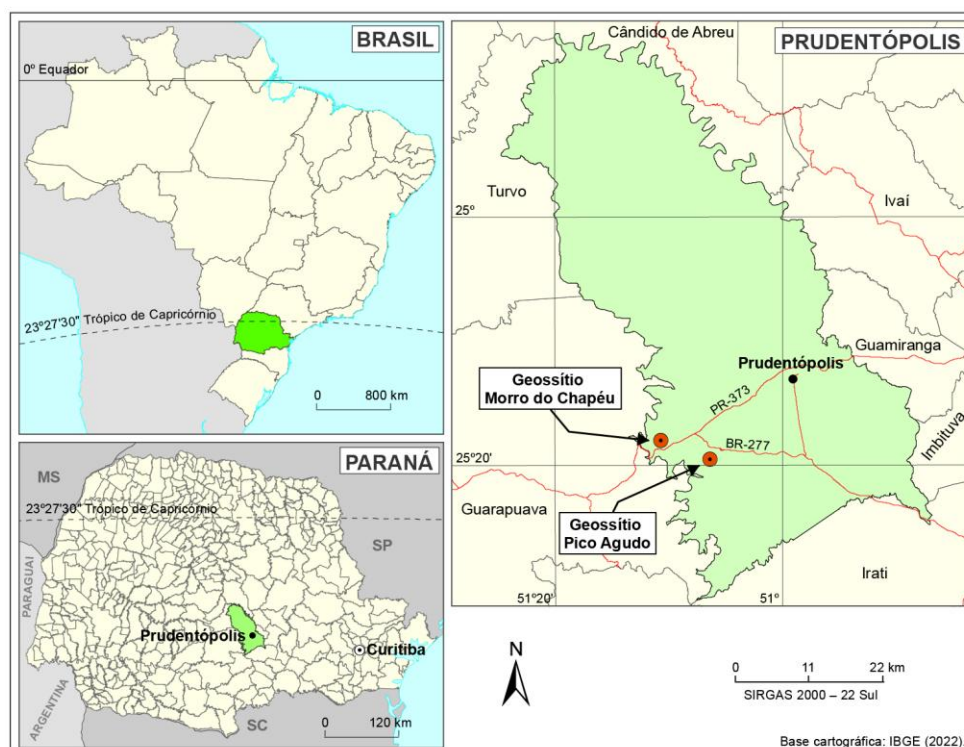 BRASIL
0º Equador
23º27'30" Trópico de Capricórnio
0 800 km
PARANÁ
MS
23º27'30" Trópico de Capricórnio
SP
PARAGUAI
Prudentópolis
Curitiba
ARGENTINA
SC
0 120 km
PRUDENTÓPOLIS
Cândido de Abreu
Turvo
Ivaí
25º
Guamiranga
Prudentópolis
Geossítio
Morro do Chapéu
PR-373
BR-277
Imbituva
25º20'
Guarapuava
Geossítio
Pico Agudo
Irati
51º20'
51º
N
0 11 22 km
SIRGAS 2000 – 22 Sul
Base cartográfica: IBGE (2022).